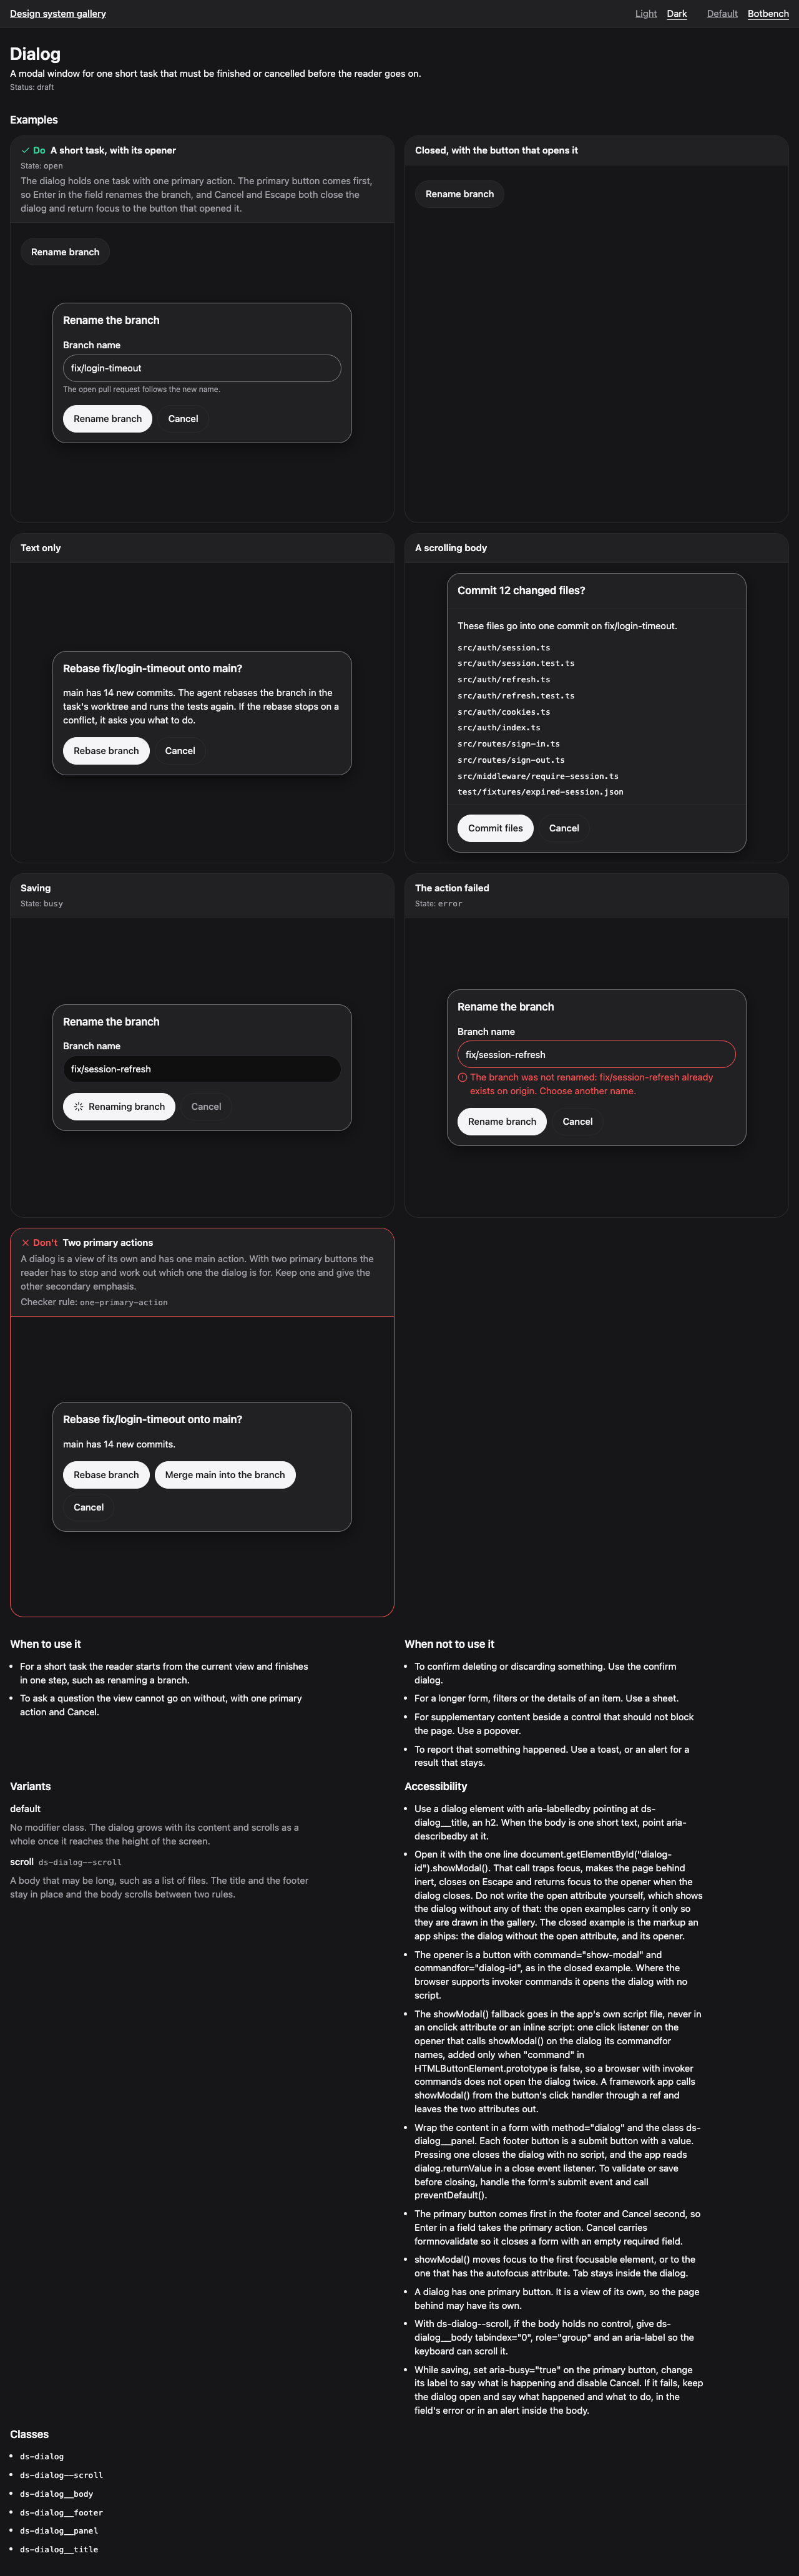 Design system gallery
Light
Dark
Default
Botbench
Dialog
A modal window for one short task that must be finished or cancelled before the reader goes on.
Status: draft
Examples
Do A short task, with its opener
State: open
The dialog holds one task with one primary action. The primary button comes first,
so Enter in the field renames the branch, and Cancel and Escape both close the
dialog and return focus to the button that opened it.
Rename branch
Rename the branch
Branch name
fix/login-timeout
The open pull request follows the new name.
Rename branch
Cancel
Closed, with the button that opens it
Rename branch
Text only
Rebase fix/login-timeout onto main?
main has 14 new commits. The agent rebases the branch in the
task's worktree and runs the tests again. If the rebase stops on a
conflict, it asks you what to do.
Rebase branch
Cancel
A scrolling body
Commit 12 changed files?
These files go into one commit on fix/login-timeout.
src/auth/session.ts
src/auth/session.test.ts
src/auth/refresh.ts
src/auth/refresh.test.ts
src/auth/cookies.ts
src/auth/index.ts
src/routes/sign-in.ts
src/routes/sign-out.ts
src/middleware/require-session.ts
test/fixtures/expired-session.json
Commit files
Cancel
Saving
State: busy
Rename the branch
Branch name
fix/session-refresh
Renaming branch
Cancel
The action failed
State: error
Rename the branch
Branch name
fix/session-refresh
The branch was not renamed: fix/session-refresh already
exists on origin. Choose another name.
Rename branch
Cancel
Don't Two primary actions
A dialog is a view of its own and has one main action. With two primary buttons the
reader has to stop and work out which one the dialog is for. Keep one and give the
other secondary emphasis.
Checker rule: one-primary-action
Rebase fix/login-timeout onto main?
main has 14 new commits.
Rebase branch
Merge main into the branch
Cancel
When to use it
For a short task the reader starts from the current view and finishes
in one step, such as renaming a branch.
To ask a question the view cannot go on without, with one primary
action and Cancel.
When not to use it
To confirm deleting or discarding something. Use the confirm
dialog.
For a longer form, filters or the details of an item. Use a sheet.
For supplementary content beside a control that should not block
the page. Use a popover.
To report that something happened. Use a toast, or an alert for a
result that stays.
Variants
default
No modifier class. The dialog grows with its content and scrolls as a
whole once it reaches the height of the screen.
scroll ds-dialog--scroll
A body that may be long, such as a list of files. The title and the footer
stay in place and the body scrolls between two rules.
Accessibility
Use a dialog element with aria-labelledby pointing at ds-
dialog__title, an h2. When the body is one short text, point aria-
describedby at it.
Open it with the one line document.getElementById("dialog-
id").showModal(). That call traps focus, makes the page behind
inert, closes on Escape and returns focus to the opener when the
dialog closes. Do not write the open attribute yourself, which shows
the dialog without any of that: the open examples carry it only so
they are drawn in the gallery. The closed example is the markup an
app ships: the dialog without the open attribute, and its opener.
The opener is a button with command="show-modal" and
commandfor="dialog-id", as in the closed example. Where the
browser supports invoker commands it opens the dialog with no
script.
The showModal() fallback goes in the app's own script file, never in
an onclick attribute or an inline script: one click listener on the
opener that calls showModal() on the dialog its commandfor
names, added only when "command" in
HTMLButtonElement.prototype is false, so a browser with invoker
commands does not open the dialog twice. A framework app calls
showModal() from the button's click handler through a ref and
leaves the two attributes out.
Wrap the content in a form with method="dialog" and the class ds-
dialog__panel. Each footer button is a submit button with a value.
Pressing one closes the dialog with no script, and the app reads
dialog.returnValue in a close event listener. To validate or save
before closing, handle the form's submit event and call
preventDefault().
The primary button comes first in the footer and Cancel second, so
Enter in a field takes the primary action. Cancel carries
formnovalidate so it closes a form with an empty required field.
showModal() moves focus to the first focusable element, or to the
one that has the autofocus attribute. Tab stays inside the dialog.
A dialog has one primary button. It is a view of its own, so the page
behind may have its own.
With ds-dialog--scroll, if the body holds no control, give ds-
dialog__body tabindex="0", role="group" and an aria-label so the
keyboard can scroll it.
While saving, set aria-busy="true" on the primary button, change
its label to say what is happening and disable Cancel. If it fails, keep
the dialog open and say what happened and what to do, in the
field's error or in an alert inside the body.
Classes
ds-dialog
ds-dialog--scroll
ds-dialog__body
ds-dialog__footer
ds-dialog__panel
ds-dialog__title